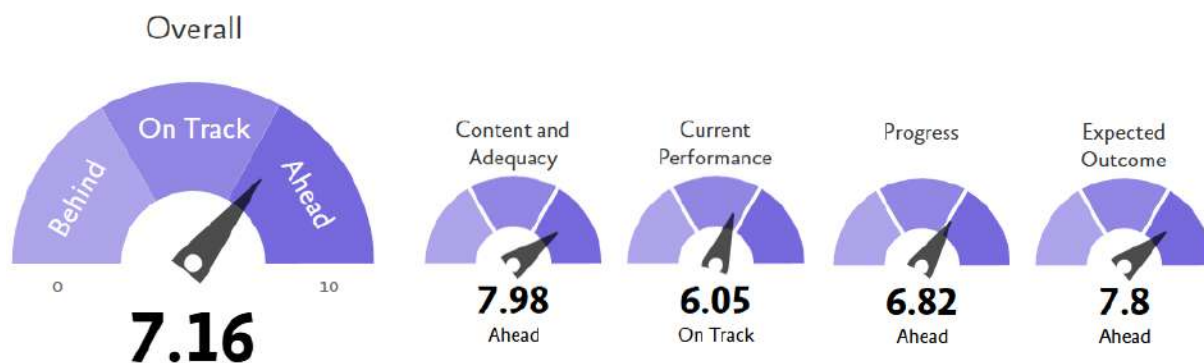 Overall
Behind
On Track
Ahead
0
10
7.16
Content and
Adequacy
7.98
Ahead
Current
Performance
6.05
On Track
Progress
6.82
Ahead
Expected
Outcome
7.8
Ahead